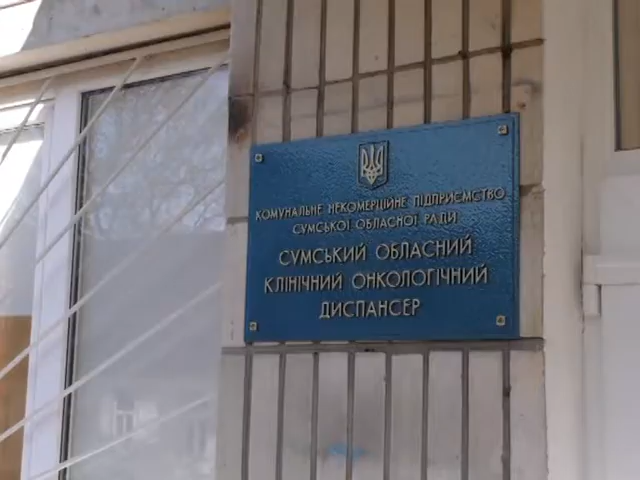 КОМУНАЛЬНЕ НЕКОМЕРЦІЙНЕ ПІДПРИЄМСТВО
СУМСЬКОЇ ОБЛАСНОЇ РАДИ
СУМСЬКИЙ ОБЛАСНИЙ
КЛІНІЧНИЙ ОНКОЛОГІЧНИЙ
ДИСПАНСЕР